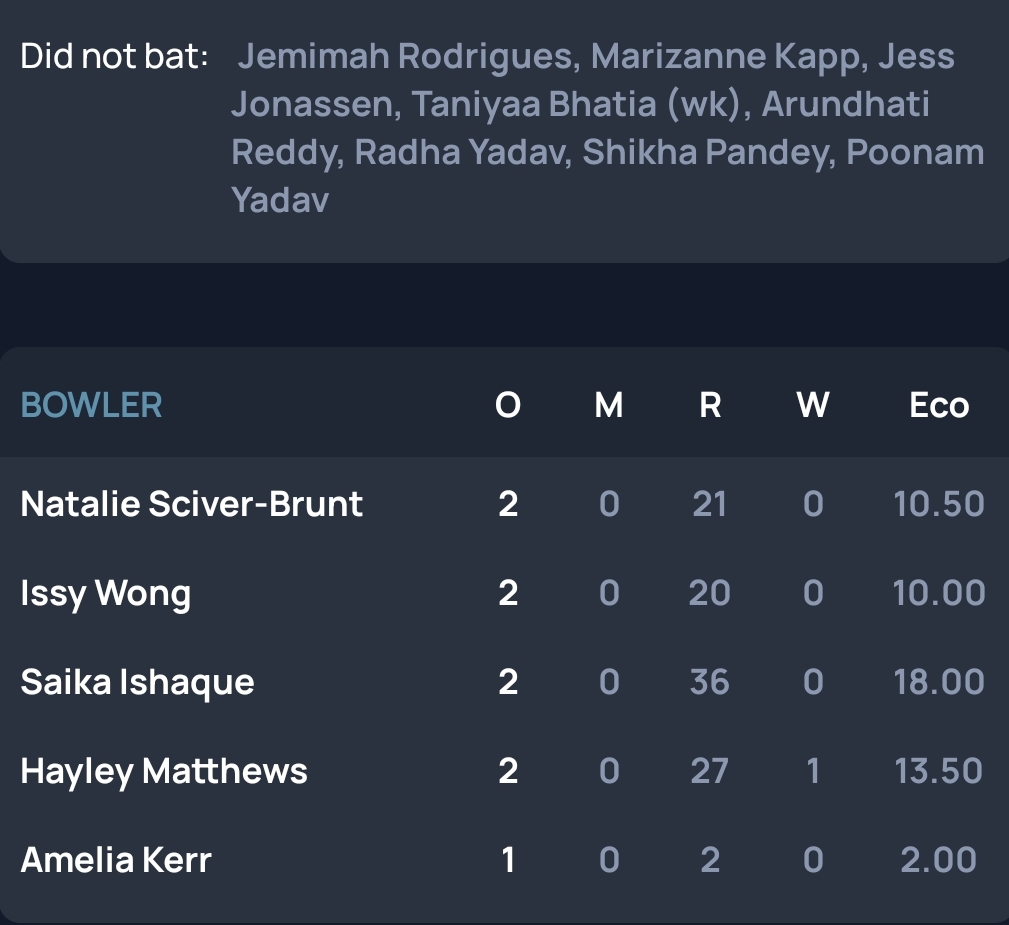 Did not bat: Jemimah Rodrigues, Marizanne Kapp, Jess
Jonassen, Taniyaa Bhatia (wk), Arundhati
Reddy, Radha Yadav, Shikha Pandey, Poonam
Yadav
BOWLER O M R W Eco
Natalie Sciver-Brunt 2 0 21 0 10.50
Issy Wong 2 0 20 0 10.00
Saika Ishaque 2 0 36 0 18.00
Hayley Matthews 2 0 27 1 13.50
Amelia Kerr 1 0 2 0 2.00